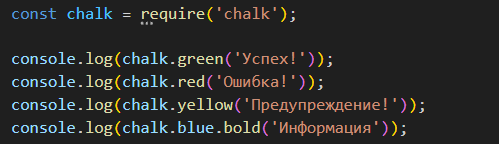 const chalk = require('chalk');
console.log(chalk.green('Успех!'));
console.log(chalk.red('Ошибка!'));
console.log(chalk.yellow('Предупреждение!'));
console.log(chalk.blue.bold('Информация'));